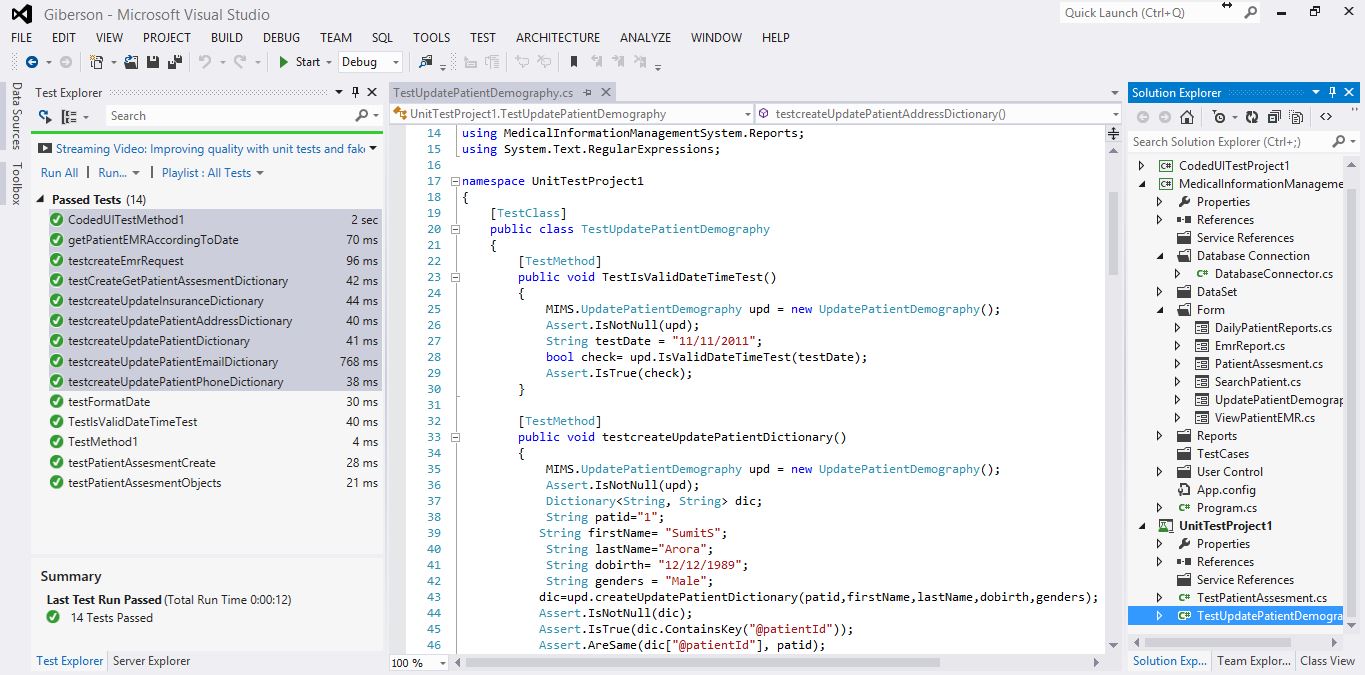 Giberson - Microsoft Visual Studio
Quick Launch (Ctrl+Q)
FILE EDIT VIEW PROJECT BUILD DEBUG TEAM SQL TOOLS TEST ARCHITECTURE ANALYZE WINDOW HELP
Start Debug
Data Sources
Toolbox
Test Explorer
Search
Streaming Video: Improving quality with unit tests and fake
Run All Run... Playlist : All Tests
Passed Tests (14)
CodedUITestMethod1 2 sec
getPatientEMRAccordingToDate 70 ms
testcreateEmrRequest 96 ms
testCreateGetPatientAssesmentDictionary 42 ms
testcreateUpdateInsuranceDictionary 44 ms
testcreateUpdatePatientAddressDictionary 40 ms
testcreateUpdatePatientDictionary 41 ms
testcreateUpdatePatientEmailDictionary 768 ms
testcreateUpdatePatientPhoneDictionary 38 ms
testFormatDate 30 ms
TestIsValidDateTimeTest 40 ms
TestMethod1 4 ms
testPatientAssesmentCreate 28 ms
testPatientAssesmentObjects 21 ms
Summary
Last Test Run Passed (Total Run Time 0:00:12)
14 Tests Passed
Test Explorer Server Explorer
TestUpdatePatientDemography.cs
UnitTestProject1.TestUpdatePatientDemography testcreateUpdatePatientAddressDictionary()
14 using MedicalInformationManagementSystem.Reports;
15 using System.Text.RegularExpressions;
16
17 namespace UnitTestProject1
18 {
19 [TestClass]
20 public class TestUpdatePatientDemography
21 {
22 [TestMethod]
23 public void TestIsValidDateTimeTest()
24 {
25 MIMS.UpdatePatientDemography upd = new UpdatePatientDemography();
26 Assert.IsNotNull(upd);
27 String testDate = "11/11/2011";
28 bool check= upd.IsValidDateTimeTest(testDate);
29 Assert.IsTrue(check);
30 }
31
32 [TestMethod]
33 public void testcreateUpdatePatientDictionary()
34 {
35 MIMS.UpdatePatientDemography upd = new UpdatePatientDemography();
36 Assert.IsNotNull(upd);
37 Dictionary<String, String> dic;
38 String patid="1";
39 String firstName= "SumitS";
40 String lastName="Arora";
41 String dobirth= "12/12/1989";
42 String genders = "Male";
43 dic=upd.createUpdatePatientDictionary(patid,firstName,lastName,dobirth,genders);
44 Assert.IsNotNull(dic);
45 Assert.IsTrue(dic.ContainsKey("@patientId"));
46 Assert.AreSame(dic["@patientId"], patid);
100 %
Solution Explorer
Search Solution Explorer (Ctrl+;)
CodedUITestProject1
MedicalInformationManageme
Properties
References
Service References
Database Connection
DatabaseConnector.cs
DataSet
Form
DailyPatientReports.cs
EmrReport.cs
PatientAssesment.cs
SearchPatient.cs
UpdatePatientDemograp
ViewPatientEMR.cs
Reports
TestCases
User Control
App.config
Program.cs
UnitTestProject1
Properties
References
Service References
TestPatientAssesment.cs
TestUpdatePatientDemogra
Solution Exp... Team Explor... Class View